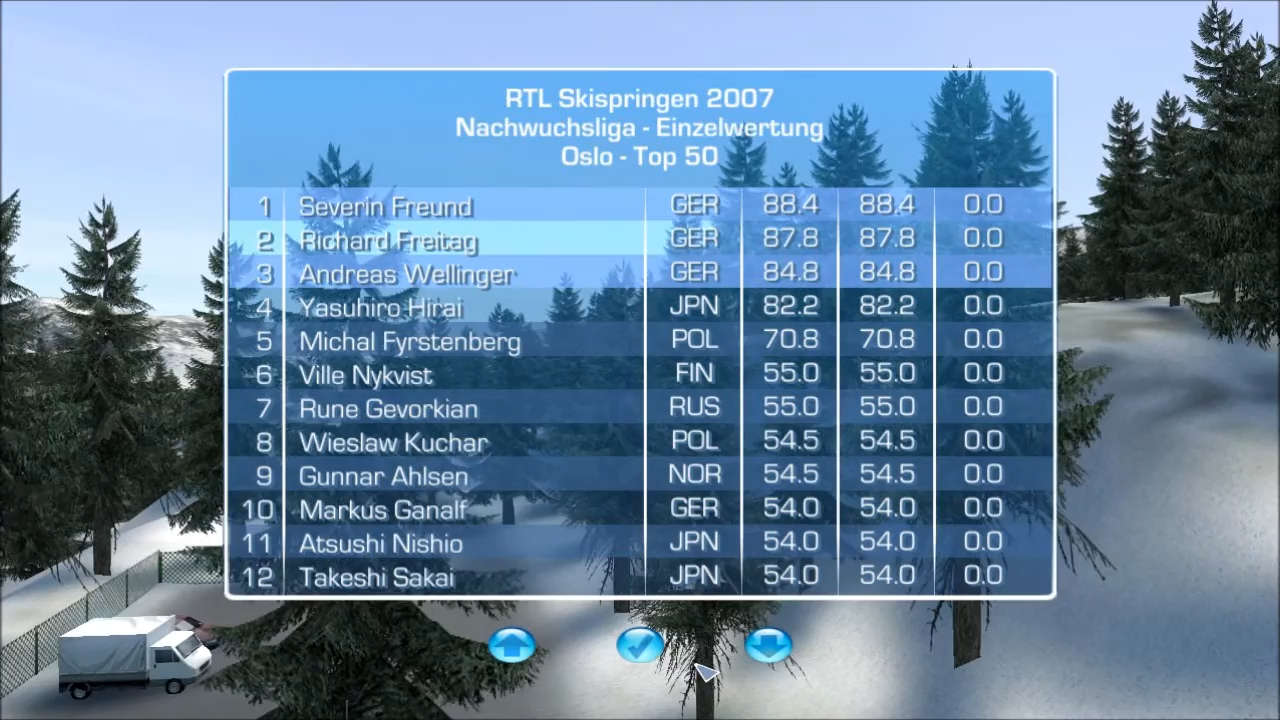 RTL Skispringen 2007
Nachwuchsliga - Einzelwertung
Oslo - Top 50
1 Severin Freund GER 88.4 88.4 0.0
2 Richard Freitag GER 87.8 87.8 0.0
3 Andreas Wellinger GER 84.8 84.8 0.0
4 Yasuhiro Hirai JPN 82.2 82.2 0.0
5 Michal Fyrstenberg POL 70.8 70.8 0.0
6 Ville Nykvist FIN 55.0 55.0 0.0
7 Rune Gevorkian RUS 55.0 55.0 0.0
8 Wieslaw Kuchar POL 54.5 54.5 0.0
9 Gunnar Ahlsen NOR 54.5 54.5 0.0
10 Markus Ganalf GER 54.0 54.0 0.0
11 Atsushi Nishio JPN 54.0 54.0 0.0
12 Takeshi Sakai JPN 54.0 54.0 0.0